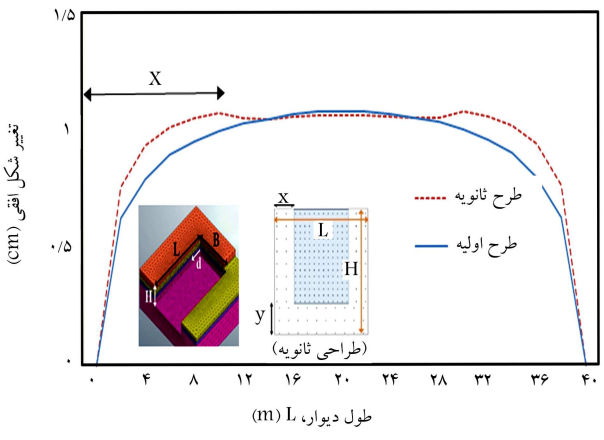 ۱/۵
X
۱
تغییر شکل افقی (cm)
طرح ثانویه
طرح اولیه
۰/۵
x
L
H
y
(طراحی ثانویه)
L
B
d
H
۰
۰ ۴ ۸ ۱۲ ۱۶ ۲۰ ۲۴ ۲۸ ۳۲ ۳۶ ۴۰
طول دیوار، L (m)